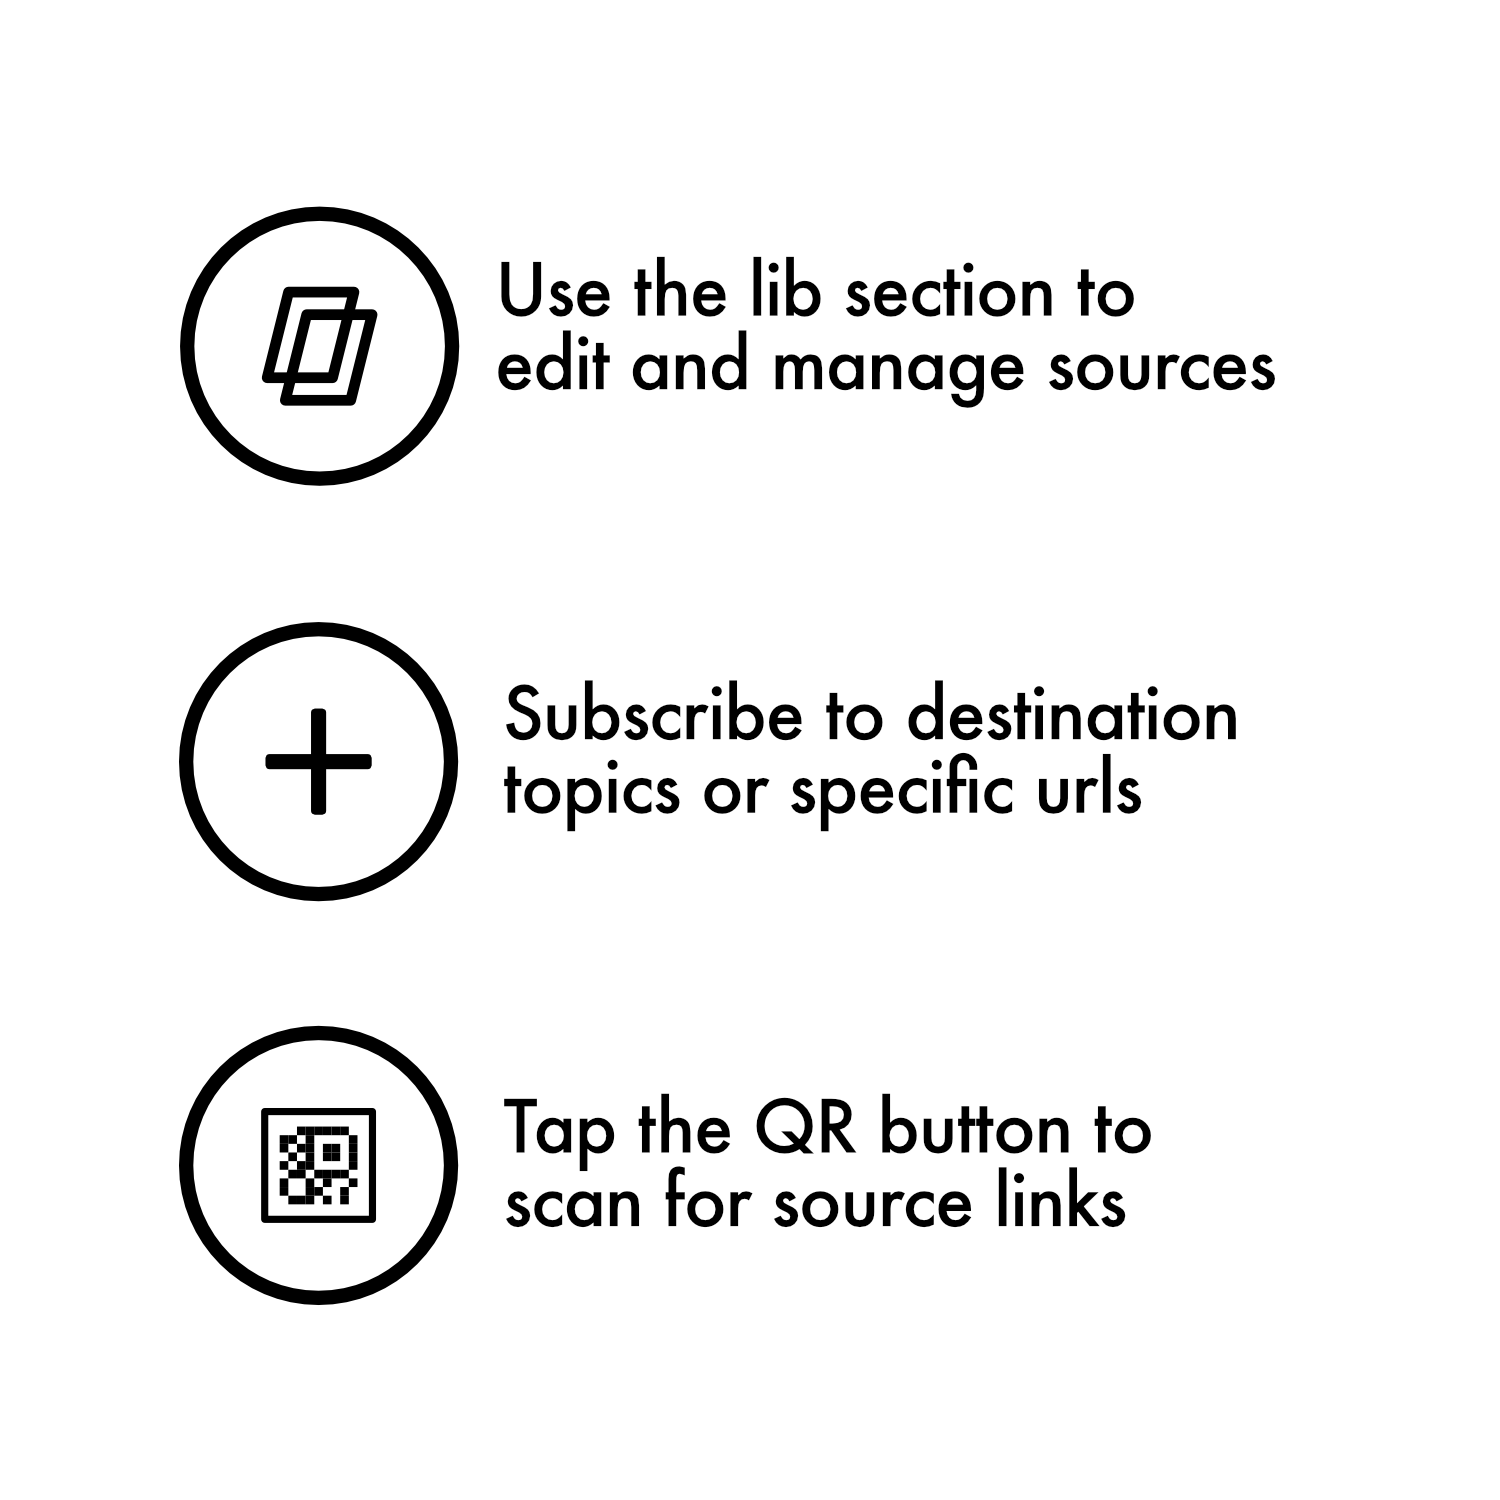 Use the lib section to
edit and manage sources
Subscribe to destination
topics or specific urls
Tap the QR button to
scan for source links